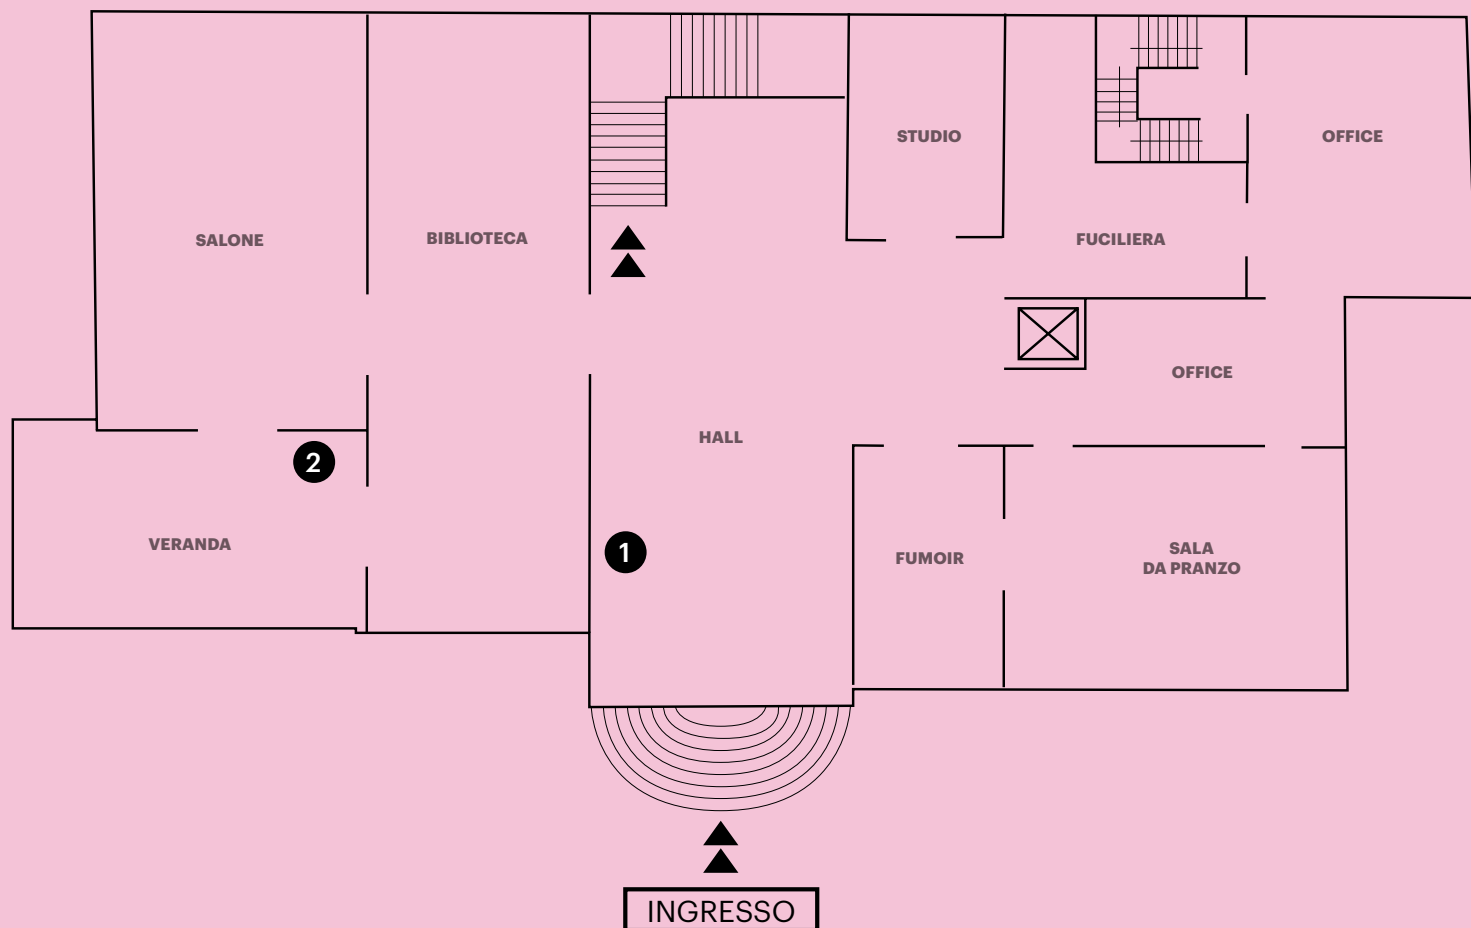 STUDIO
OFFICE
SALONE
BIBLIOTECA
FUCILIERA
OFFICE
HALL
2
VERANDA
1
FUMOIR
SALA
DA PRANZO
INGRESSO